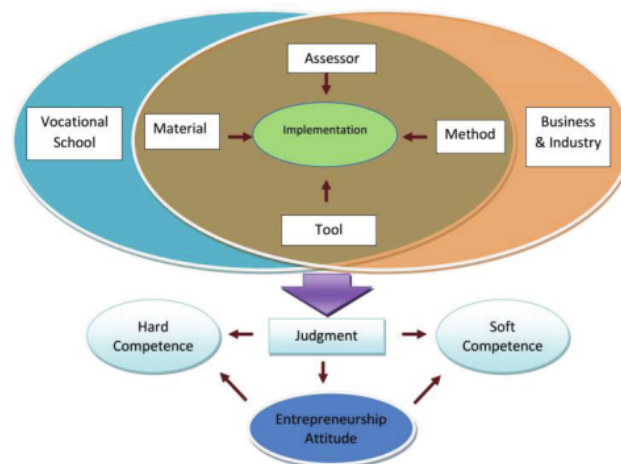 Assessor
Vocational
School
Material
Implementation
Method
Business
& Industry
Tool
Hard
Competence
Judgment
Soft
Competence
Entrepreneurship
Attitude